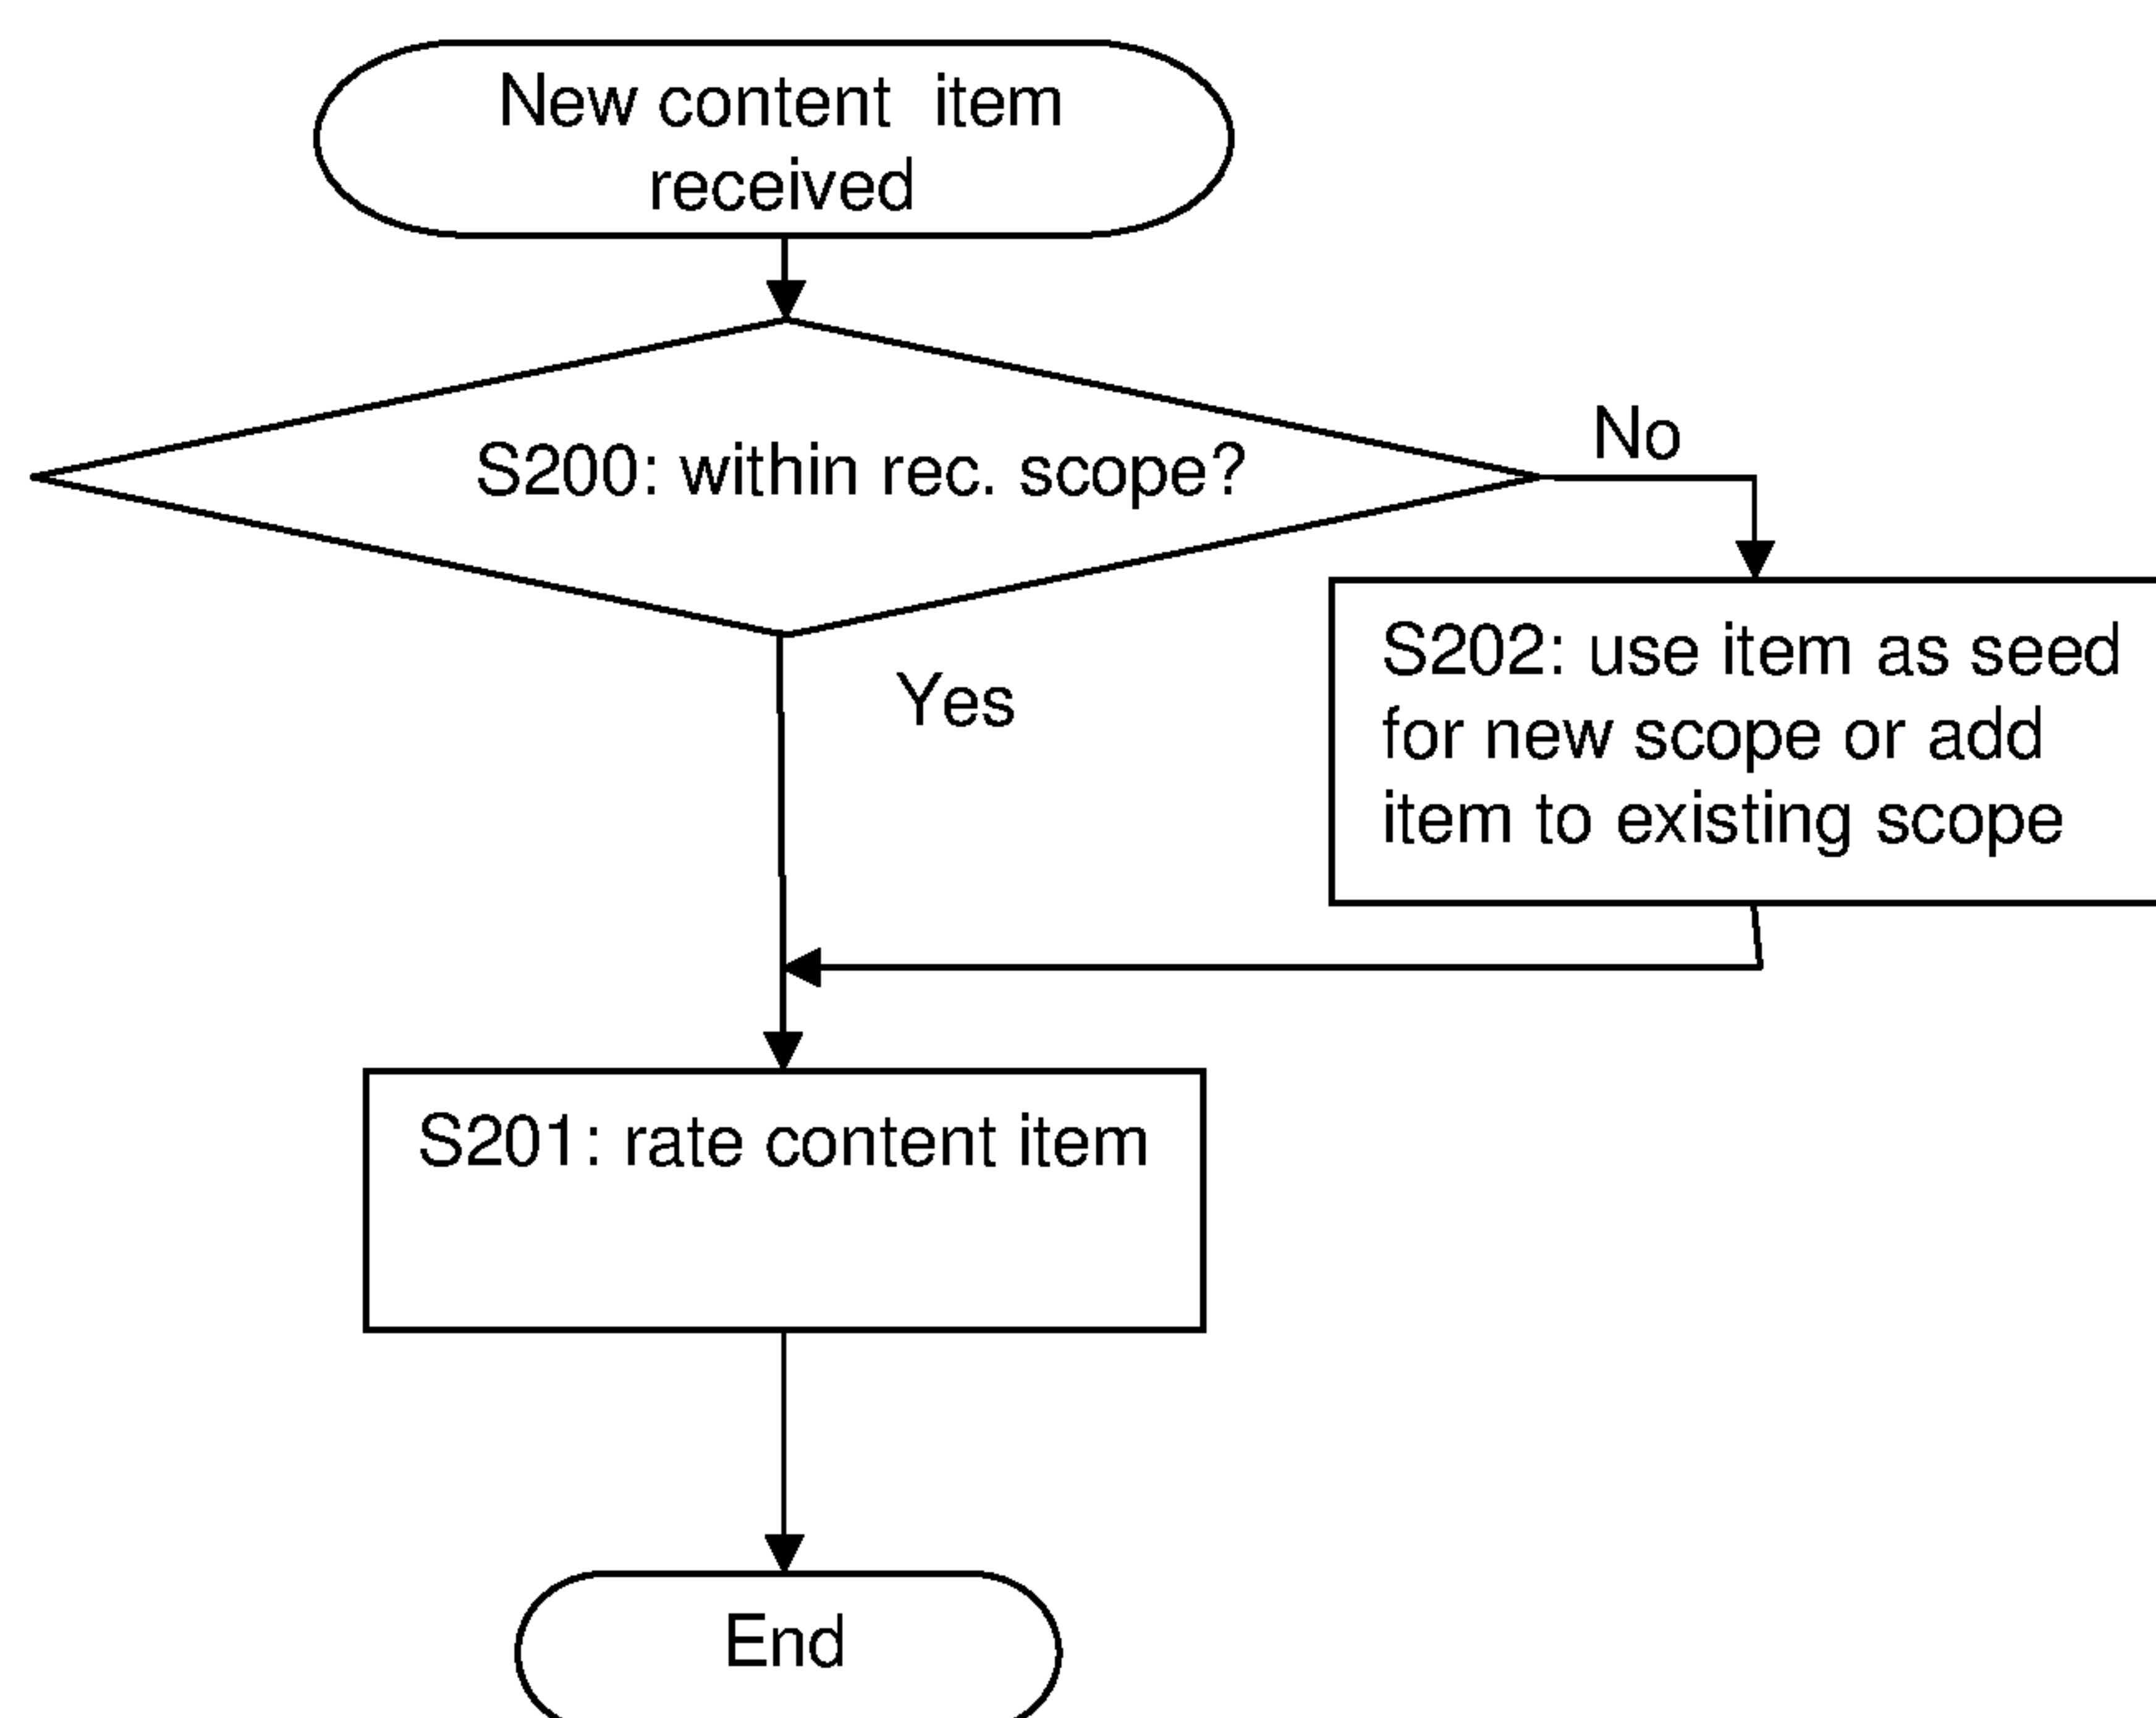 New content item
received
S200: within rec. scope?
No
Yes
S202: use item as seed
for new scope or add
item to existing scope
S201: rate content item
End